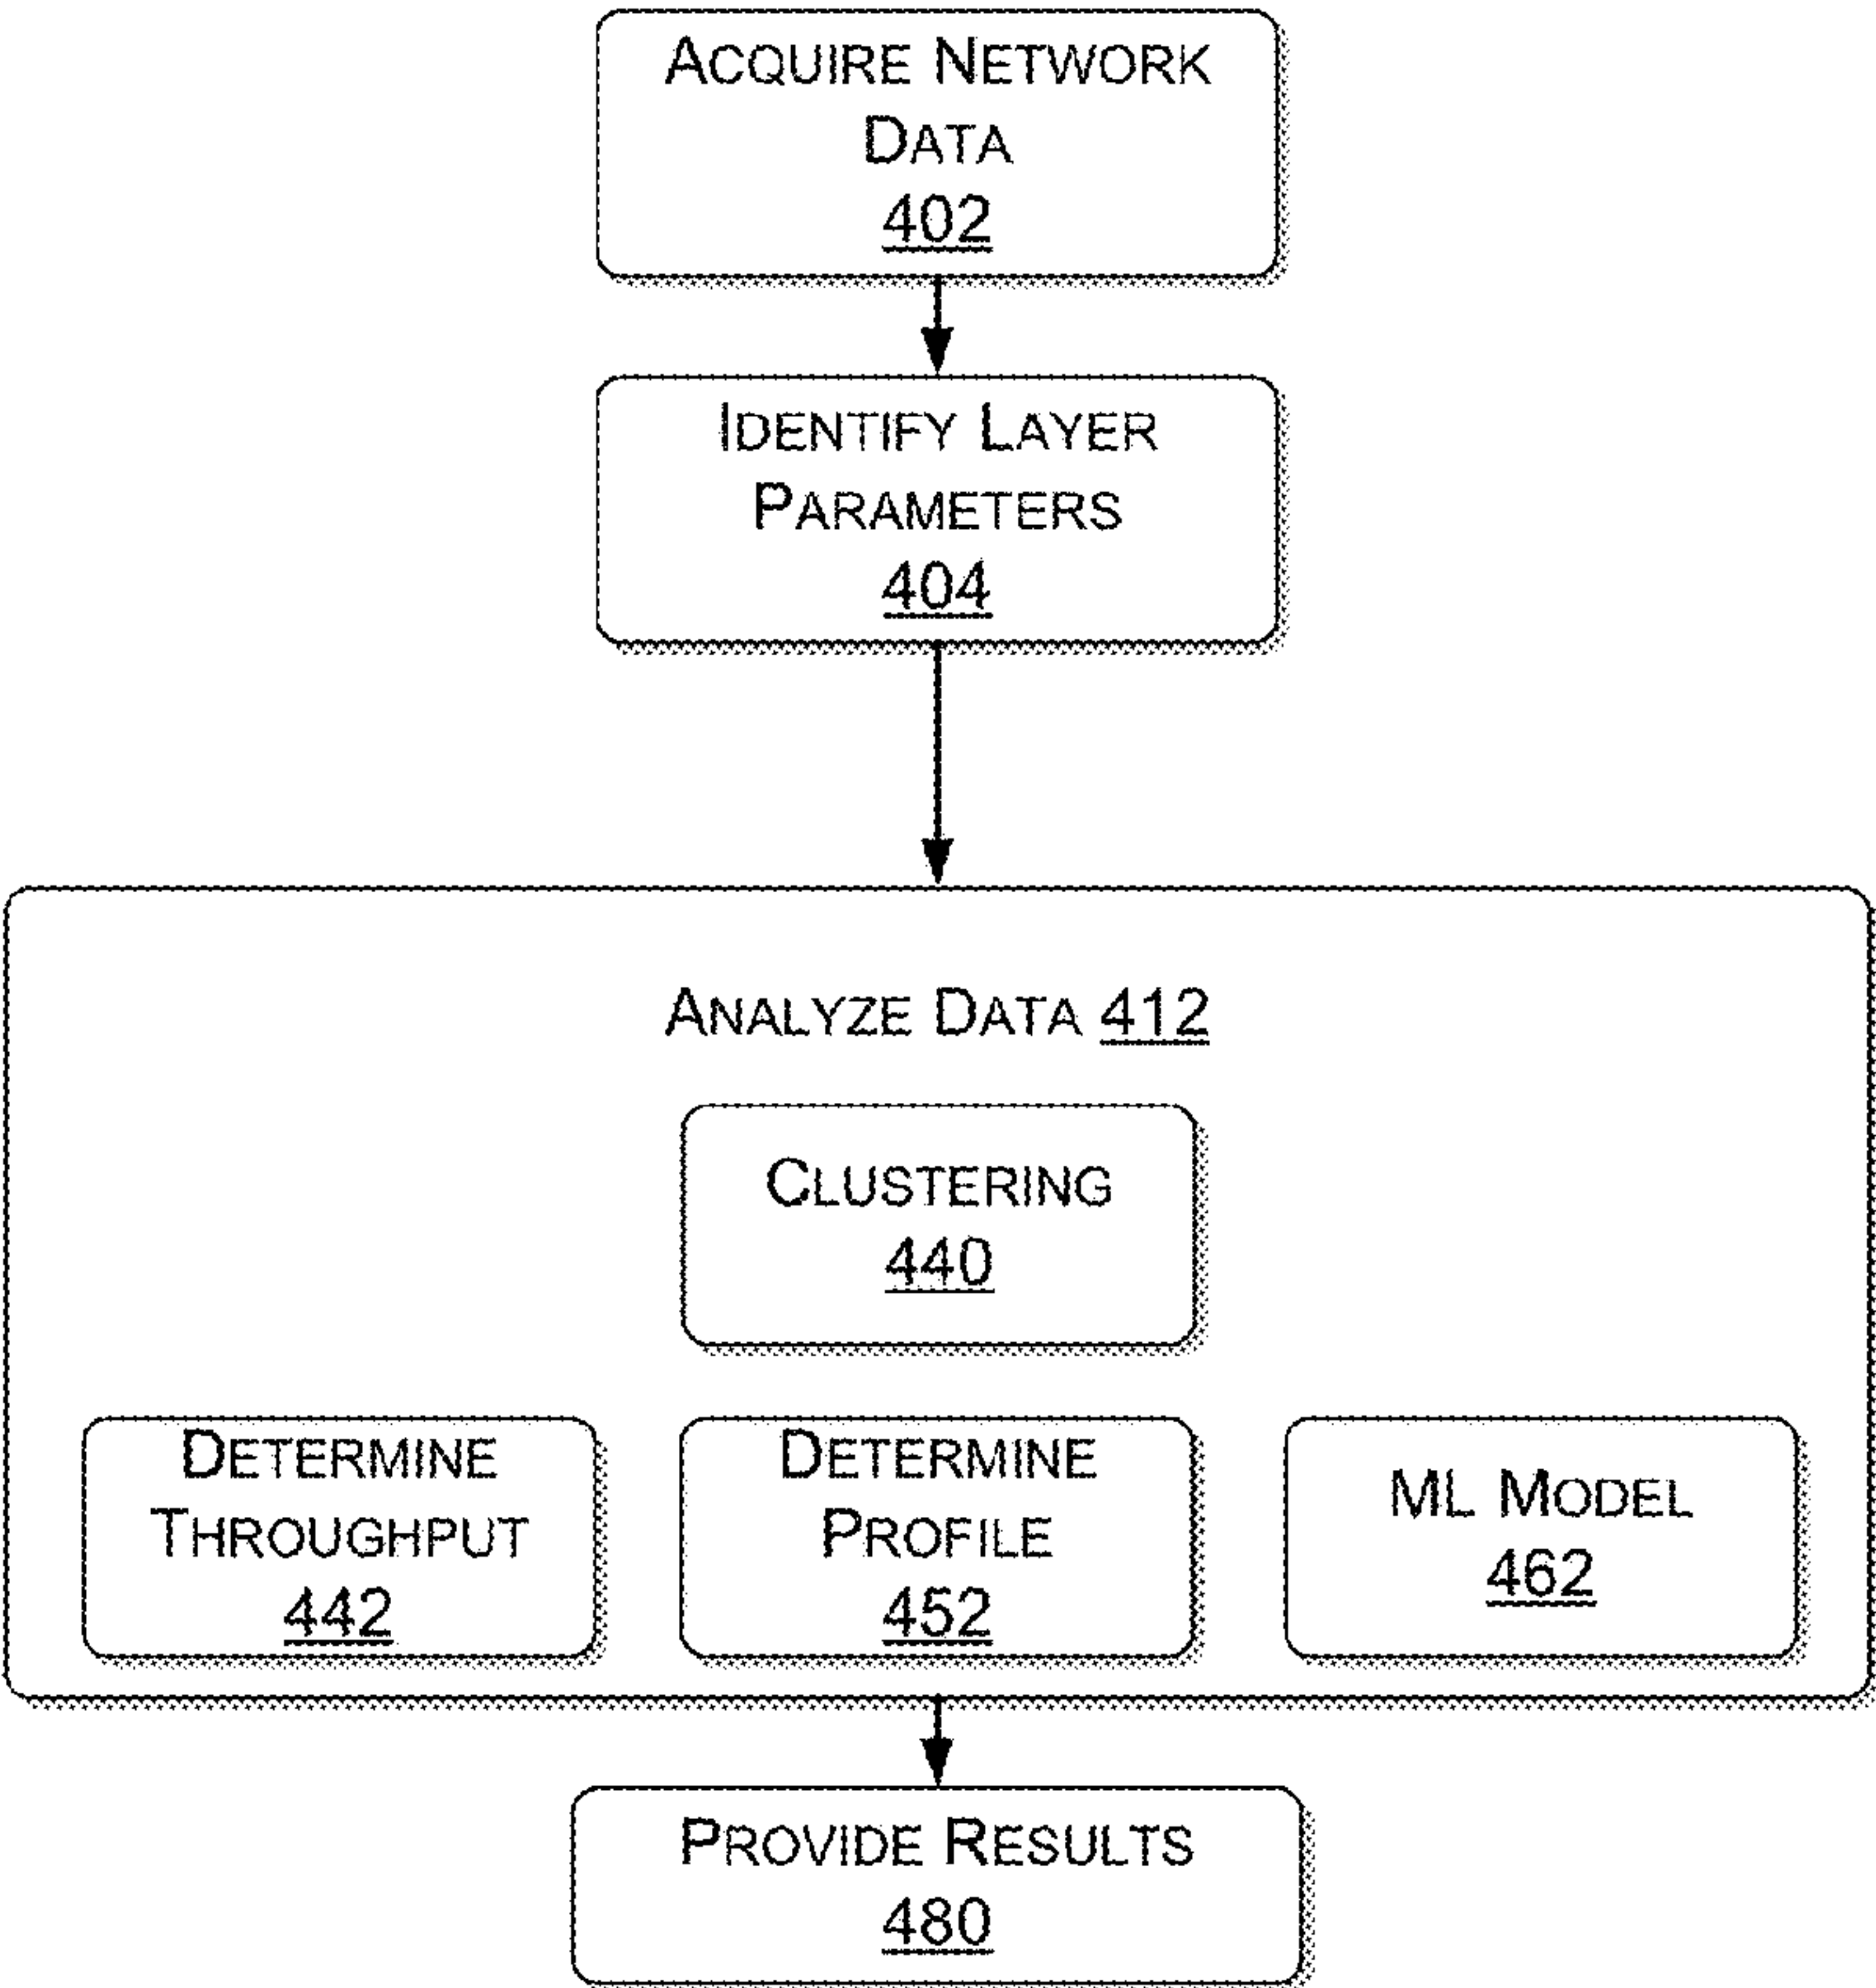 ACQUIRE NETWORK
DATA
402
IDENTIFY LAYER
PARAMETERS
404
ANALYZE DATA 412
CLUSTERING
440
DETERMINE
THROUGHPUT
442
DETERMINE
PROFILE
452
ML MODEL
462
PROVIDE RESULTS
480